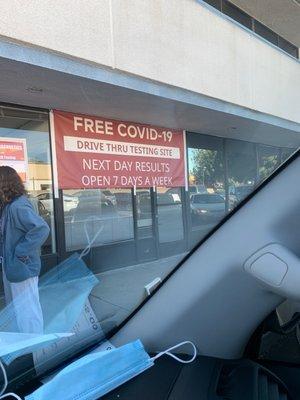 FREE COVID-19
DRIVE THRU TESTING SITE
NEXT DAY RESULTS
OPEN 7 DAYS A WEEK